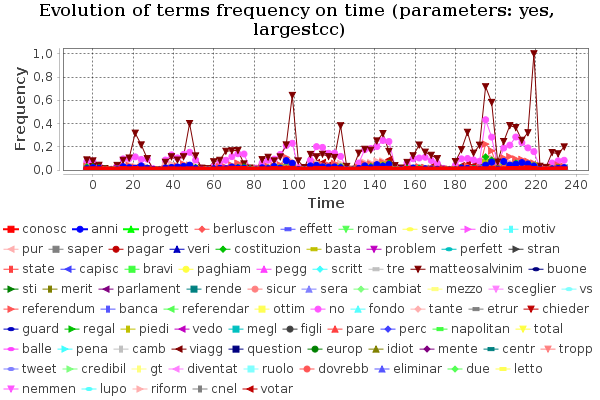 Evolution of terms frequency on time (parameters: yes,
largestcc)
1,0
0,8
0,6
0,4
0,2
0,0
Frequency
0 20 40 60 80 100 120 140 160 180 200 220 240
Time
conosc anni progett berluscon effett roman serve dio motiv
pur saper pagar veri costituzion basta problem perfett stran
state capisc bravi paghiam pegg scritt tre matteosalvinim buone
sti merit parlament rende sicur sera cambiat mezzo sceglier vs
referendum banca referendar ottim no fondo tante etrur chieder
guard regal piedi vedo megl figli pare perc napoletan total
balle pena camb viagg question europ idiot mente centr tropp
tweet credibil gt diventat ruolo dovrebb eliminar due letto
nemmen lupo riform cnel votar